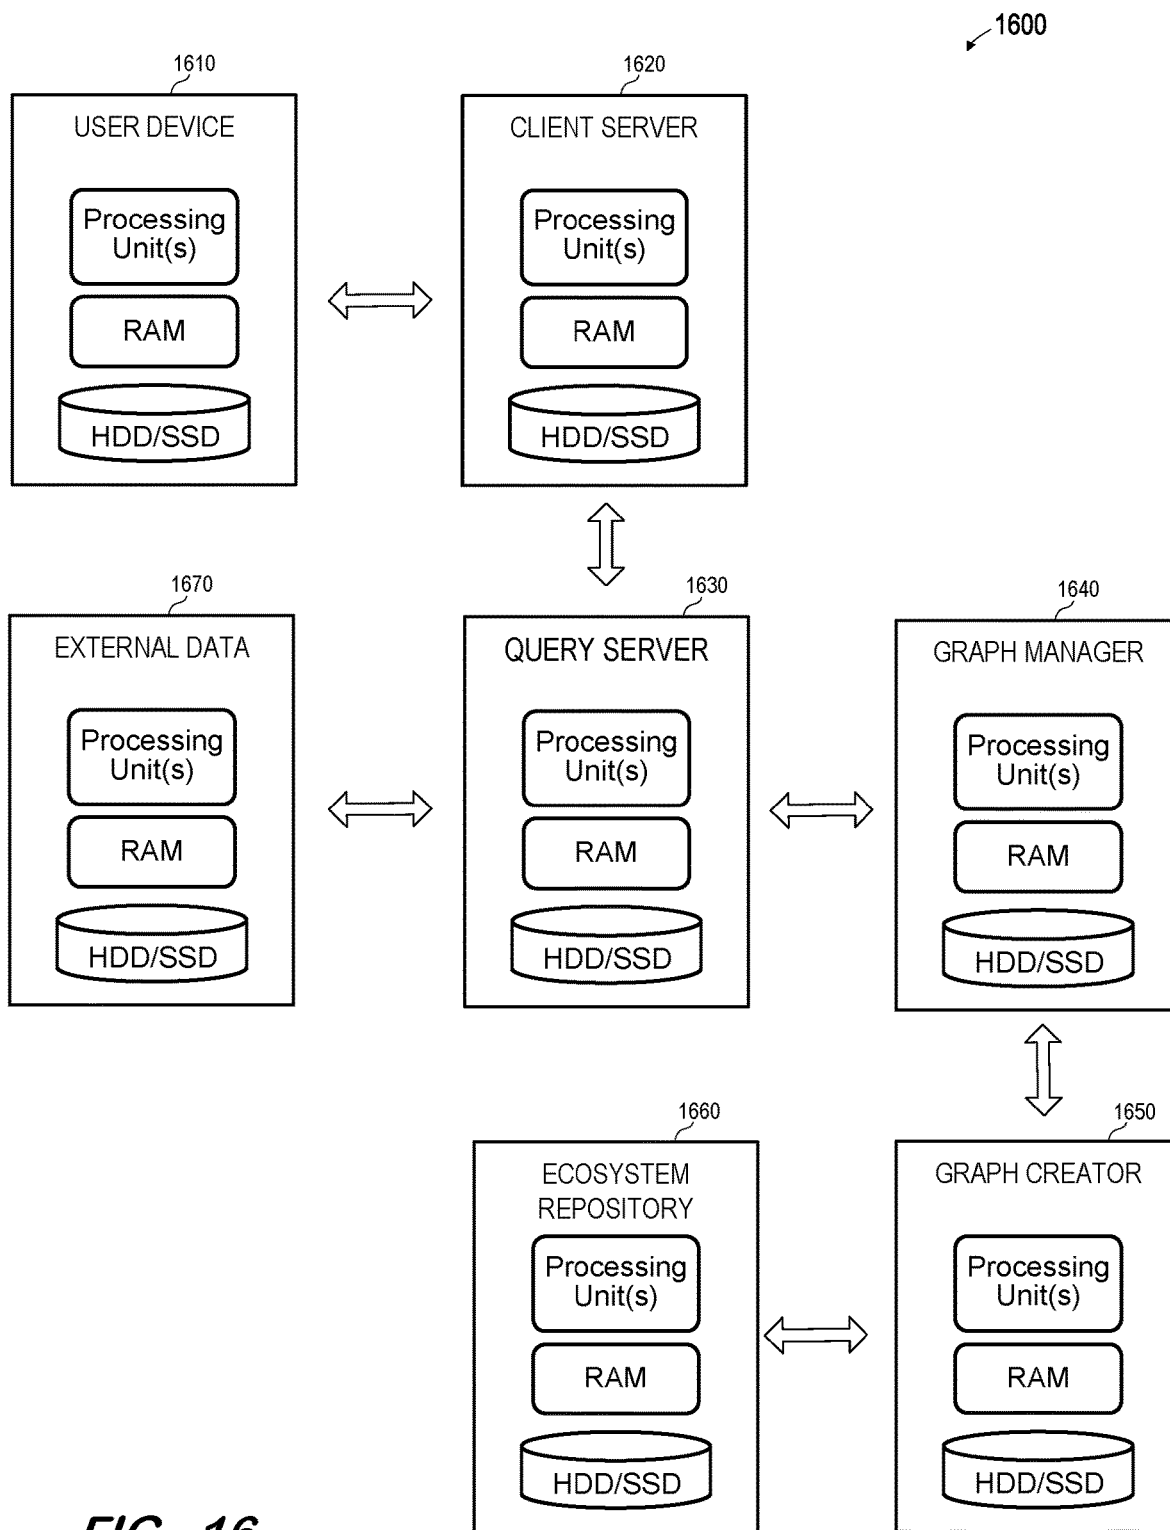 1600
1610
USER DEVICE
Processing
Unit(s)
RAM
HDD/SSD
1620
CLIENT SERVER
Processing
Unit(s)
RAM
HDD/SSD
1670
EXTERNAL DATA
Processing
Unit(s)
RAM
HDD/SSD
1630
QUERY SERVER
Processing
Unit(s)
RAM
HDD/SSD
1640
GRAPH MANAGER
Processing
Unit(s)
RAM
HDD/SSD
1660
ECOSYSTEM
REPOSITORY
Processing
Unit(s)
RAM
HDD/SSD
1650
GRAPH CREATOR
Processing
Unit(s)
RAM
HDD/SSD
FIG. 16